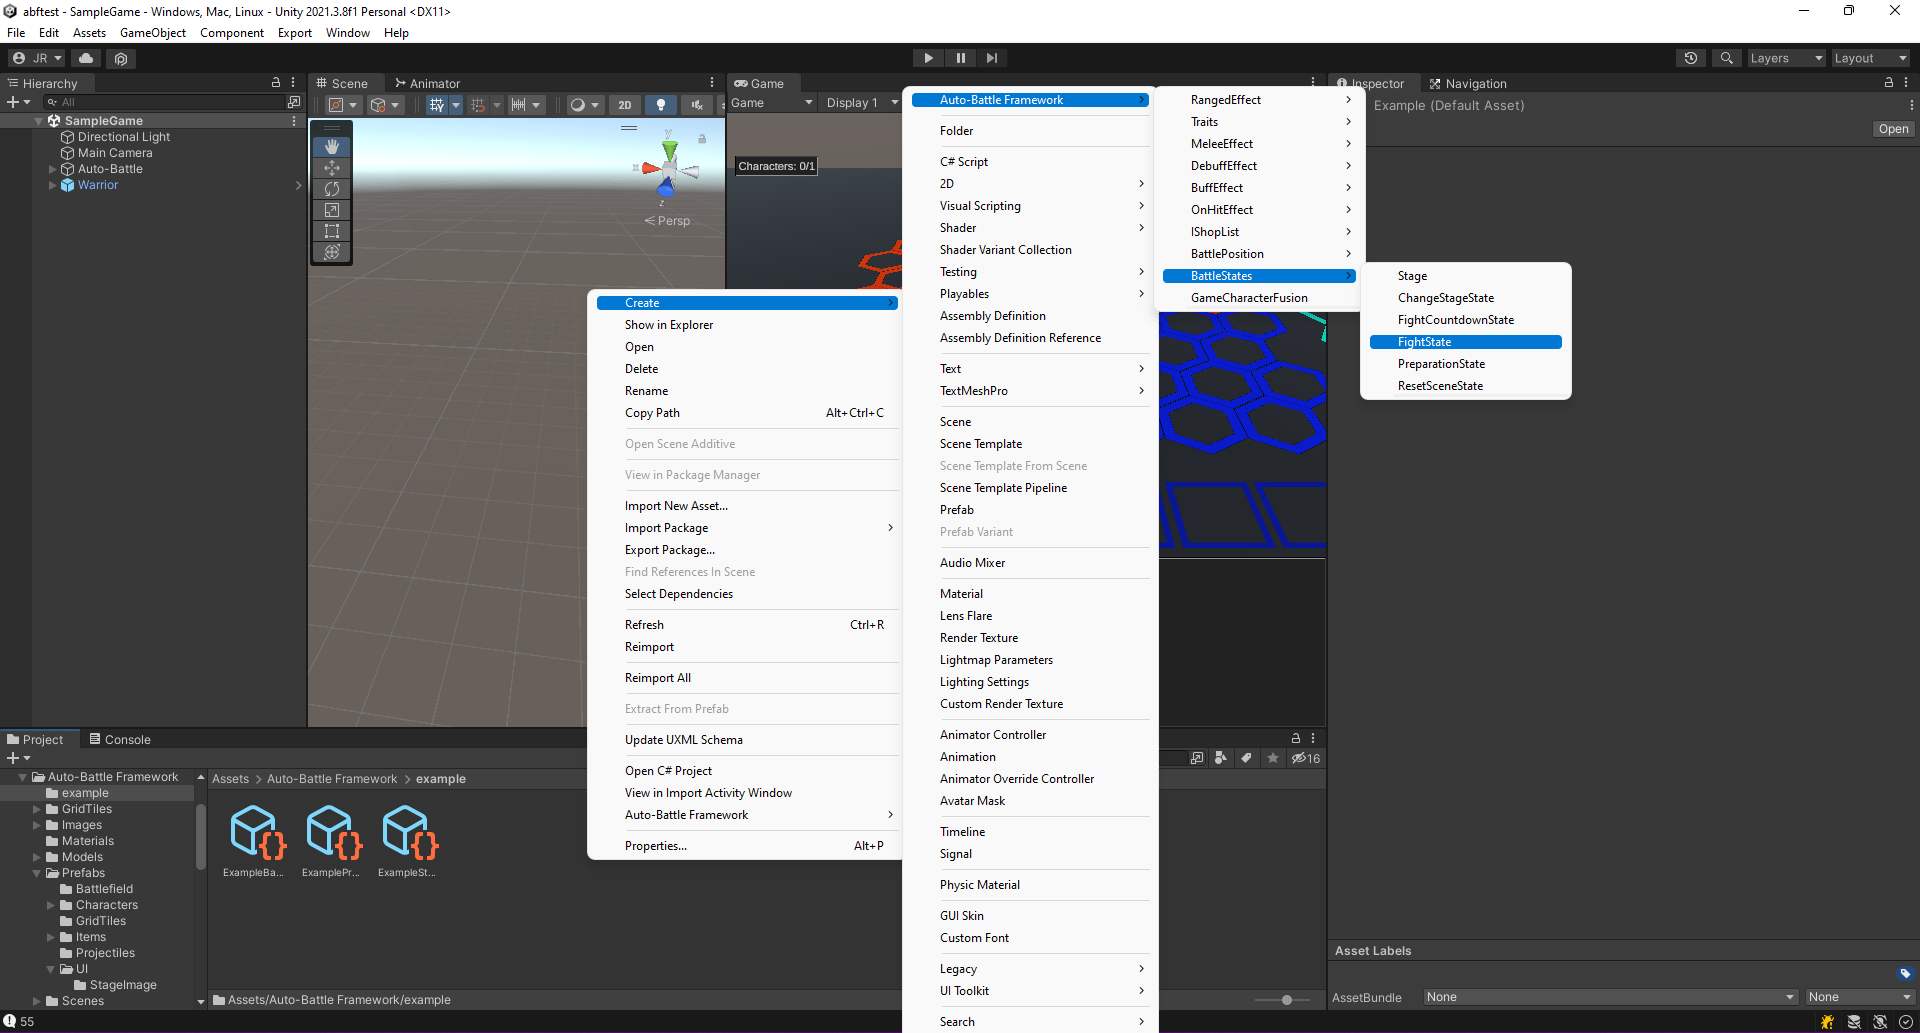 abftest - SampleGame - Windows, Mac, Linux - Unity 2021.3.8f1 Personal <DX11>
File Edit Assets GameObject Component Export Window Help
JR
Layers
Layout
Hierarchy
All
SampleGame
Directional Light
Main Camera
Auto-Battle
Warrior
Scene
Animator
2D
y
x
z
Persp
Game
Game
Display 1
Characters: 0/1
Inspector
Navigation
Example (Default Asset)
Open
Create
Show in Explorer
Open
Delete
Rename
Copy Path Alt+Ctrl+C
Open Scene Additive
View in Package Manager
Import New Asset...
Import Package
Export Package...
Find References In Scene
Select Dependencies
Refresh Ctrl+R
Reimport
Reimport All
Extract From Prefab
Update UXML Schema
Open C# Project
View in Import Activity Window
Auto-Battle Framework
Properties... Alt+P
Auto-Battle Framework
Folder
C# Script
2D
Visual Scripting
Shader
Shader Variant Collection
Testing
Playables
Assembly Definition
Assembly Definition Reference
Text
TextMeshPro
Scene
Scene Template
Scene Template From Scene
Scene Template Pipeline
Prefab
Prefab Variant
Audio Mixer
Material
Lens Flare
Render Texture
Lightmap Parameters
Lighting Settings
Custom Render Texture
Animator Controller
Animation
Animator Override Controller
Avatar Mask
Timeline
Signal
Physic Material
GUI Skin
Custom Font
Legacy
UI Toolkit
Search
RangedEffect
Traits
MeleeEffect
DebuffEffect
BuffEffect
OnHitEffect
IShopList
BattlePosition
BattleStates
GameCharacterFusion
Stage
ChangeStageState
FightCountdownState
FightState
PreparationState
ResetSceneState
Project
Console
16
Auto-Battle Framework
example
GridTiles
Images
Materials
Models
Prefabs
Battlefield
Characters
GridTiles
Items
Projectiles
UI
StageImage
Scenes
Assets > Auto-Battle Framework > example
ExampleBa...
ExamplePr...
ExampleSt...
Assets/Auto-Battle Framework/example
Asset Labels
AssetBundle
None
None
55